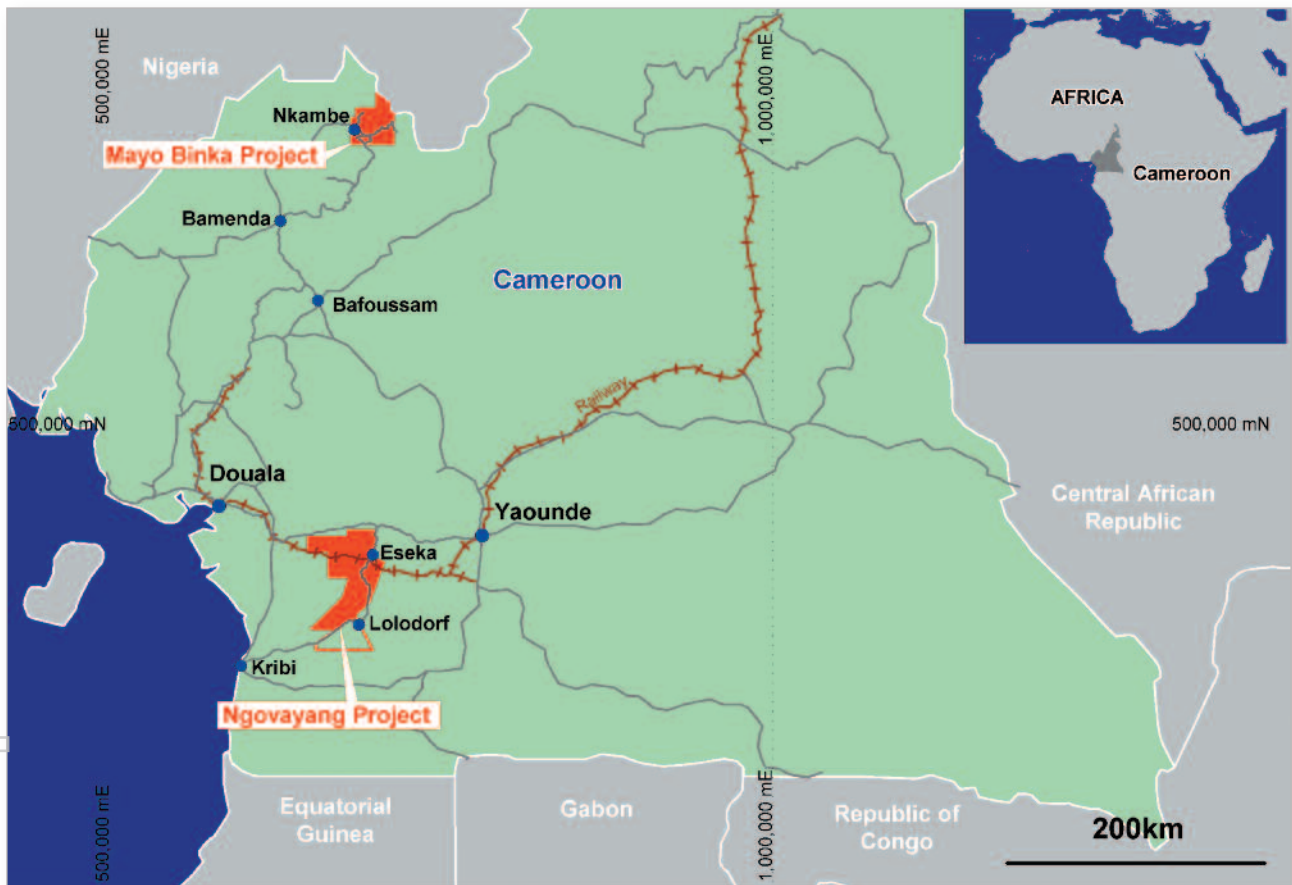 500,000 mE
Nigeria
1,000,000 mE
Nkambe
AFRICA
Mayo Binka Project
Cameroon
Bamenda
Cameroon
Bafoussam
Railway
500,000 mN
500,000 mN
Douala
Central African
Republic
Yaounde
Eseka
Lolodorf
Kribi
Ngovayang Project
500,000 mE
1,000,000 mE
Equatorial
Guinea
Gabon
Republic of
Congo
200km